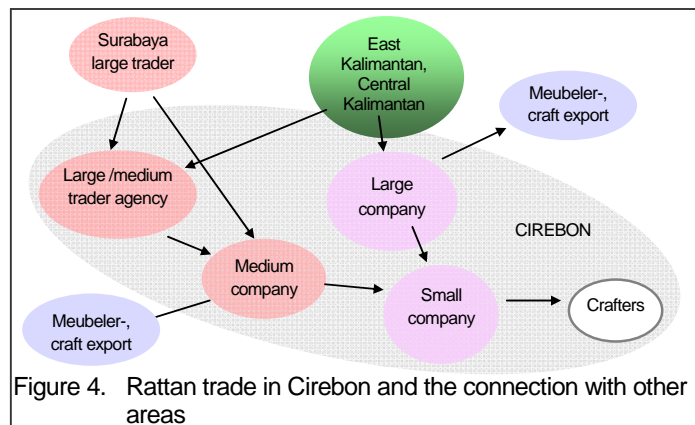 Surabaya
large trader
East
Kalimantan,
Central
Kalimantan
Meubeler-,
craft export
Large /medium
trader agency
Large
company
CIREBON
Medium
company
Small
company
Crafters
Meubeler-,
craft export
Figure 4. Rattan trade in Cirebon and the connection with other
areas